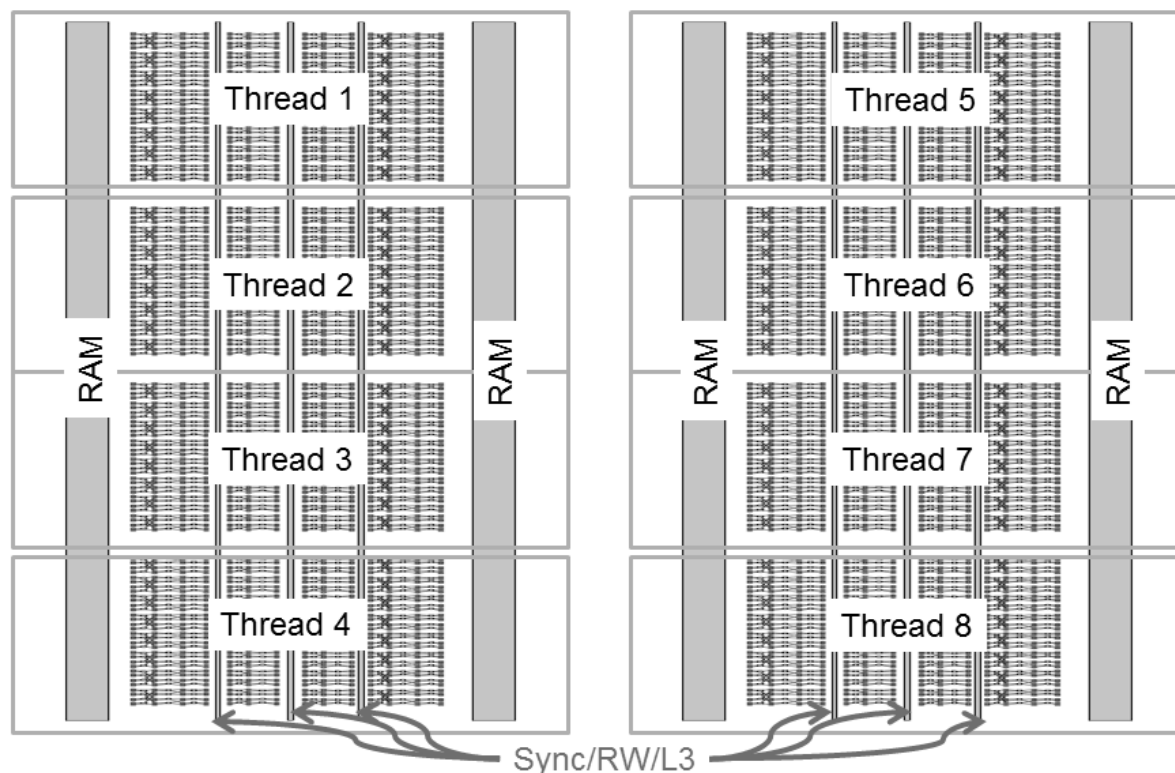 Thread 1
Thread 5
Thread 2
Thread 6
RAM
RAM
RAM
RAM
Thread 3
Thread 7
Thread 4
Thread 8
Sync/RW/L3